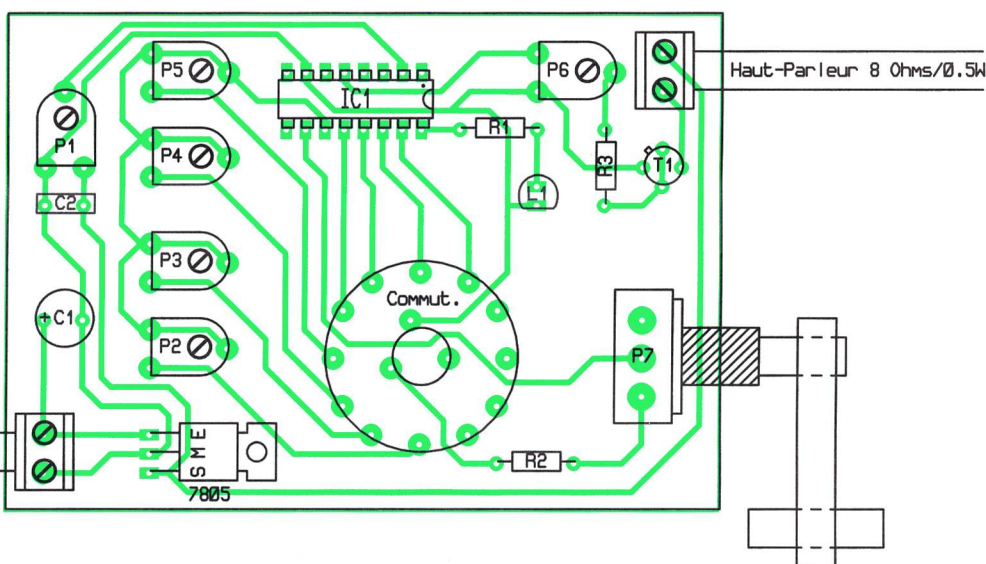 P5
P6
Haut-Parleur 8 Ohms/0.5W
IC1
P1
R1
P4
R3
T1
C2
L1
P3
Commut.
+C1
P2
P7
S M E
R2
7805